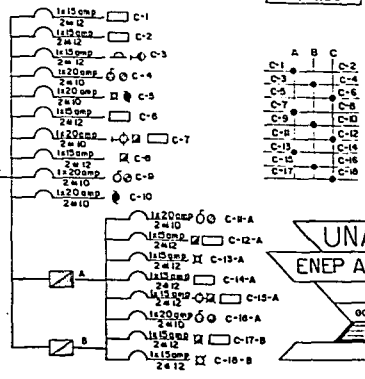 1x15amp C-1
2#12
1x15amp C-2
2#12
1x15amp C-3
2#12
1x20amp C-4
2#10
1x20amp C-5
2#10
1x15amp C-6
2#12
1x20amp C-7
2#10
1x15amp C-8
2#12
1x20amp C-9
2#10
1x20amp C-10
2#10
A
1x20amp C-11-A
2#10
1x15amp C-12-A
2#12
1x15amp C-13-A
2#12
1x15amp C-14-A
2#12
1x15amp C-15-A
2#12
1x20amp C-16-A
2#10
B
1x15amp C-17-B
2#12
1x15amp C-18-B
2#12
A B C
C-1 C-2
C-3 C-4
C-5 C-6
C-7 C-8
C-9 C-10
C-11 C-12
C-13 C-14
C-15 C-16
C-17 C-18
UNA
ENEP A